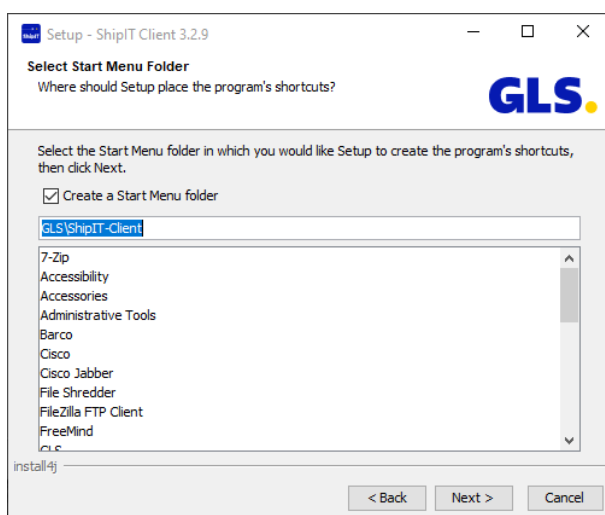 ShipIT
Setup - ShipIT Client 3.2.9
Select Start Menu Folder
Where should Setup place the program's shortcuts?
GLS.
Select the Start Menu folder in which you would like Setup to create the program's shortcuts,
then click Next.
Create a Start Menu folder
GLS\ShipIT-Client
7-Zip
Accessibility
Accessories
Administrative Tools
Barco
Cisco
Cisco Jabber
File Shredder
FileZilla FTP Client
FreeMind
GLS
install4j
< Back Next > Cancel